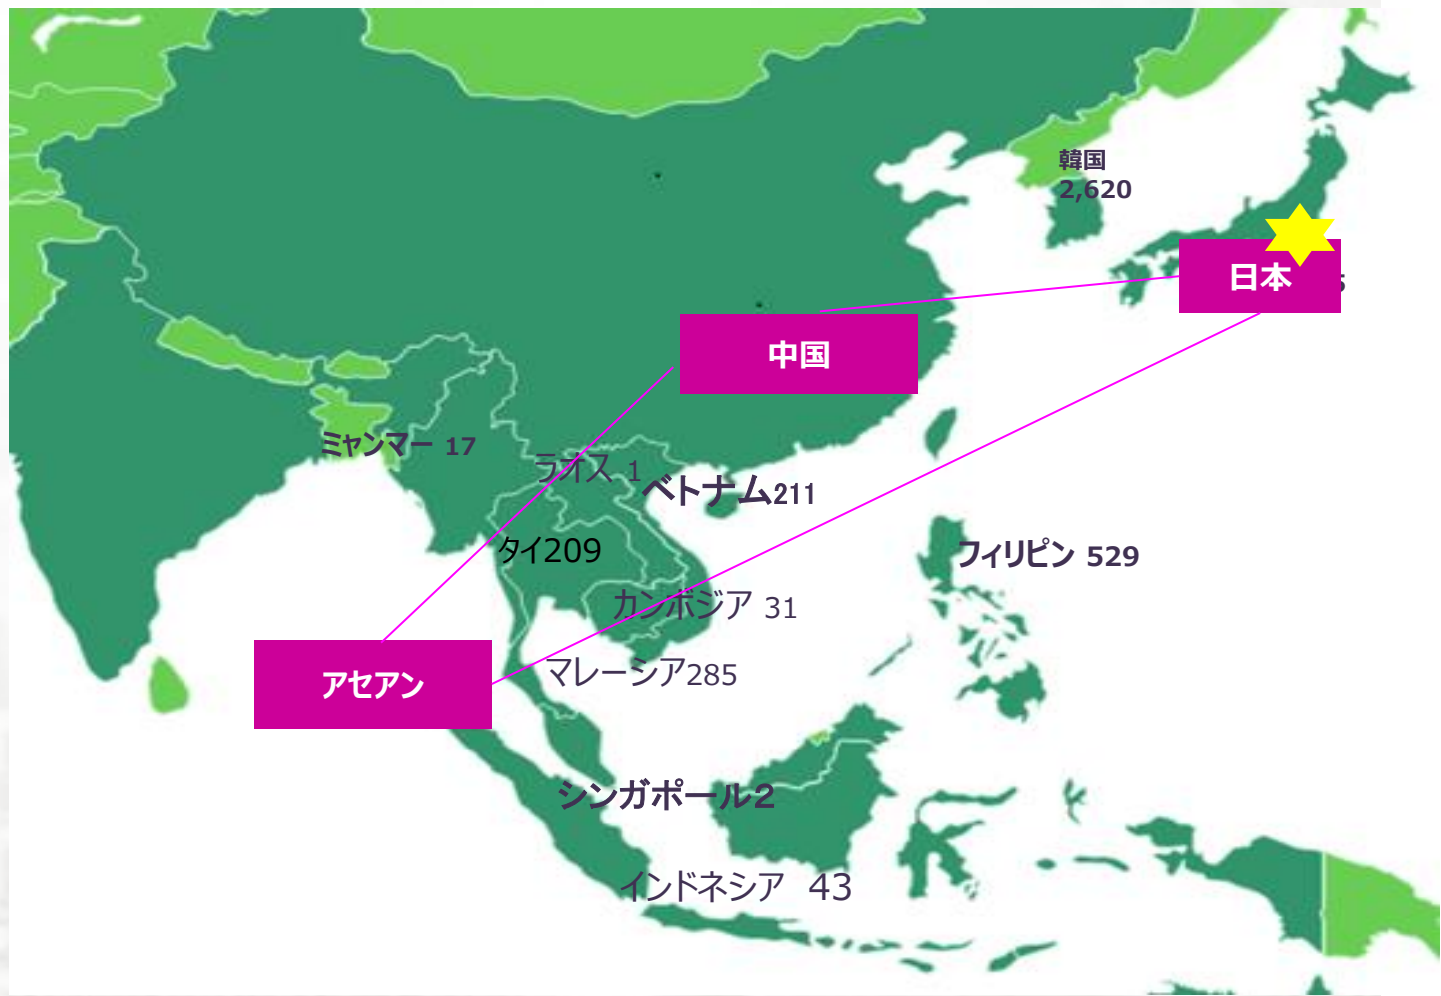 韓国
2,620
日本
中国
ミャンマー 17
ラオス 1
ベトナム211
タイ209
フィリピン 529
カンボジア 31
マレーシア285
アセアン
シンガポール2
インドネシア 43